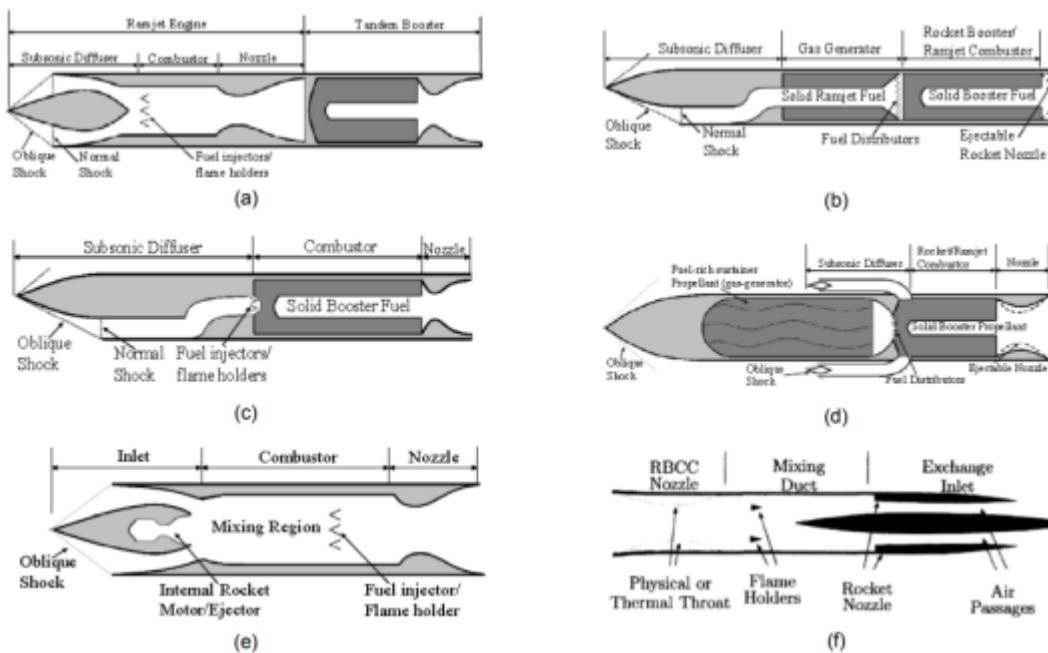 Ramjet Engine
Tandem Booster
Subsonic Diffuser
Combustor
Nozzle
Oblique
Shock
Normal
Shock
Fuel injectors/
flame holders
(a)
Rocket Booster/
Ramjet Combustor
Subsonic Diffuser
Gas Generator
Solid Ramjet Fuel
Solid Booster Fuel
Oblique
Shock
Normal
Shock
Fuel Distributors
Ejectable
Rocket Nozzle
(b)
Subsonic Diffuser
Combustor
Nozzle
Solid Booster Fuel
Oblique
Shock
Normal
Shock
Fuel injectors/
flame holders
(c)
Rocket/Ramjet
Combustor
Subsonic Diffuser
Nozzle
Fuel-rich sustainer
Propellant (gas-generator)
Solid Booster Propellant
Oblique
Shock
Oblique
Shock
Fuel Distributors
Ejectable Nozzle
(d)
Inlet
Combustor
Nozzle
Mixing Region
Oblique
Shock
Internal Rocket
Motor/Ejector
Fuel injector/
Flame holder
(e)
RBCC
Nozzle
Mixing
Duct
Exchange
Inlet
Physical or
Thermal Throat
Flame
Holders
Rocket
Nozzle
Air
Passages
(f)